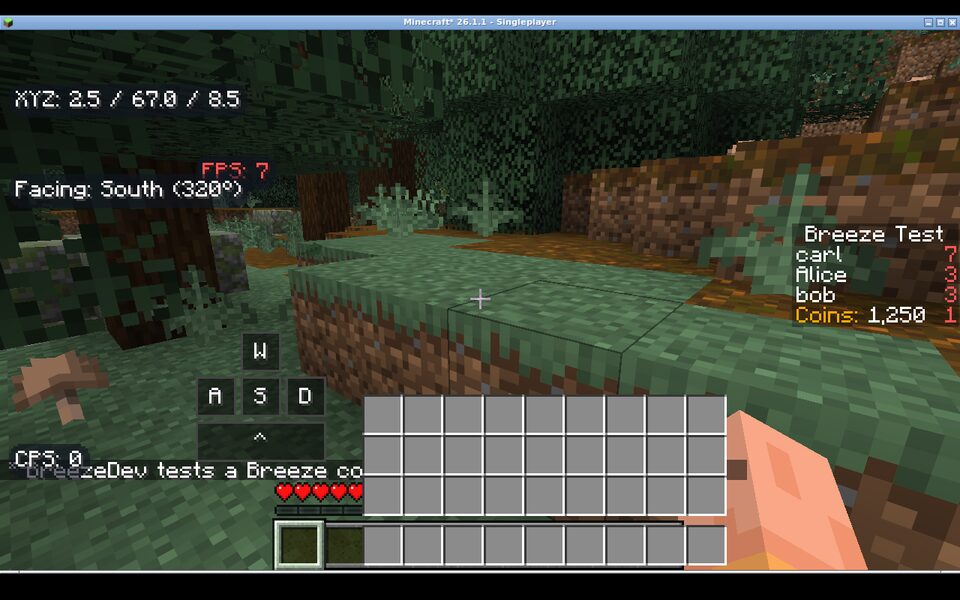 Minecraft* 26.1.1 - Singleplayer
XYZ: 2.5 / 67.0 / 8.5
FPS: 7
Facing: South (320°)
Breeze Test
carl 7
Alice 3
bob 3
Coins: 1,250 1
W
A S D
^
CPS: 0
BreezeDev tests a Breeze co